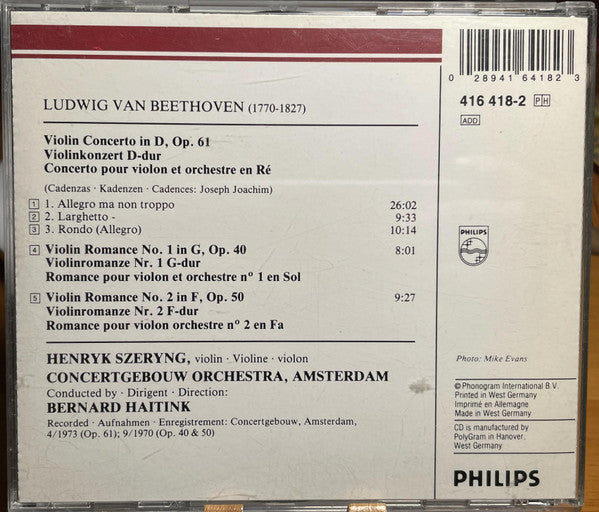 LUDWIG VAN BEETHOVEN (1770-1827)
Violin Concerto in D, Op. 61
Violinkonzert D-dur
Concerto pour violon et orchestre en Ré
(Cadenzas · Kadenzen · Cadences: Joseph Joachim)
1 1. Allegro ma non troppo 26:02
2 2. Larghetto - 9:33
3 3. Rondo (Allegro) 10:14
4 Violin Romance No. 1 in G, Op. 40 8:01
Violinromanze Nr. 1 G-dur
Romance pour violon et orchestre nº 1 en Sol
5 Violin Romance No. 2 in F, Op. 50 9:27
Violinromanze Nr. 2 F-dur
Romance pour violon orchestre nº 2 en Fa
HENRYK SZERYNG, violin · Violine · violon
CONCERTGEBOUW ORCHESTRA, AMSTERDAM
Conducted by · Dirigent · Direction:
BERNARD HAITINK
Recorded · Aufnahmen · Enregistrement: Concertgebouw, Amsterdam,
4/1973 (Op. 61); 9/1970 (Op. 40 & 50)
0 28941 64182 3
416 418-2 PH
ADD
PHILIPS
Photo: Mike Evans
℗ Phonogram International B.V.
Printed in West Germany
Imprimé en Allemagne
Made in West Germany
CD is manufactured by
PolyGram in Hanover,
West Germany
PHILIPS